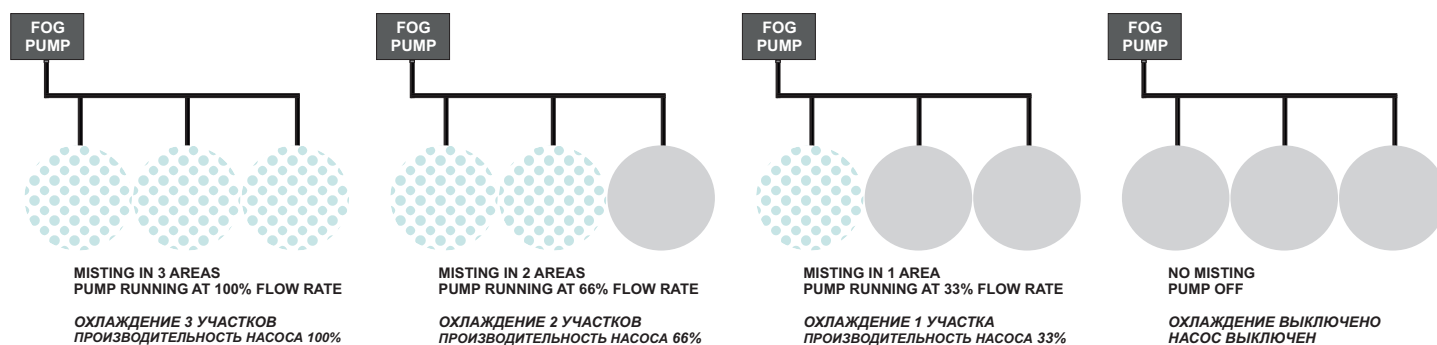 FOG
PUMP
MISTING IN 3 AREAS
PUMP RUNNING AT 100% FLOW RATE
ОХЛАЖДЕНИЕ 3 УЧАСТКОВ
ПРОИЗВОДИТЕЛЬНОСТЬ НАСОСА 100%
FOG
PUMP
MISTING IN 2 AREAS
PUMP RUNNING AT 66% FLOW RATE
ОХЛАЖДЕНИЕ 2 УЧАСТКОВ
ПРОИЗВОДИТЕЛЬНОСТЬ НАСОСА 66%
FOG
PUMP
MISTING IN 1 AREA
PUMP RUNNING AT 33% FLOW RATE
ОХЛАЖДЕНИЕ 1 УЧАСТКА
ПРОИЗВОДИТЕЛЬНОСТЬ НАСОСА 33%
FOG
PUMP
NO MISTING
PUMP OFF
ОХЛАЖДЕНИЕ ВЫКЛЮЧЕНО
НАСОС ВЫКЛЮЧЕН